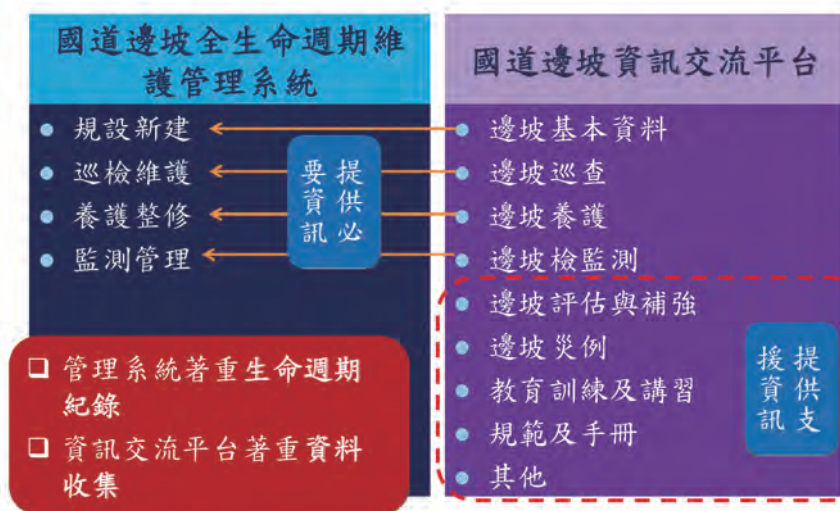 國道邊坡全生命週期維
護管理系統
規設新建
巡檢維護
養護整修
監測管理
提供必
要資訊
管理系統著重生命週期
紀錄
資訊交流平台著重資料
收集
國道邊坡資訊交流平台
邊坡基本資料
邊坡巡查
邊坡養護
邊坡檢監測
邊坡評估與補強
邊坡災例
教育訓練及講習
規範及手冊
其他
提供支
援資訊